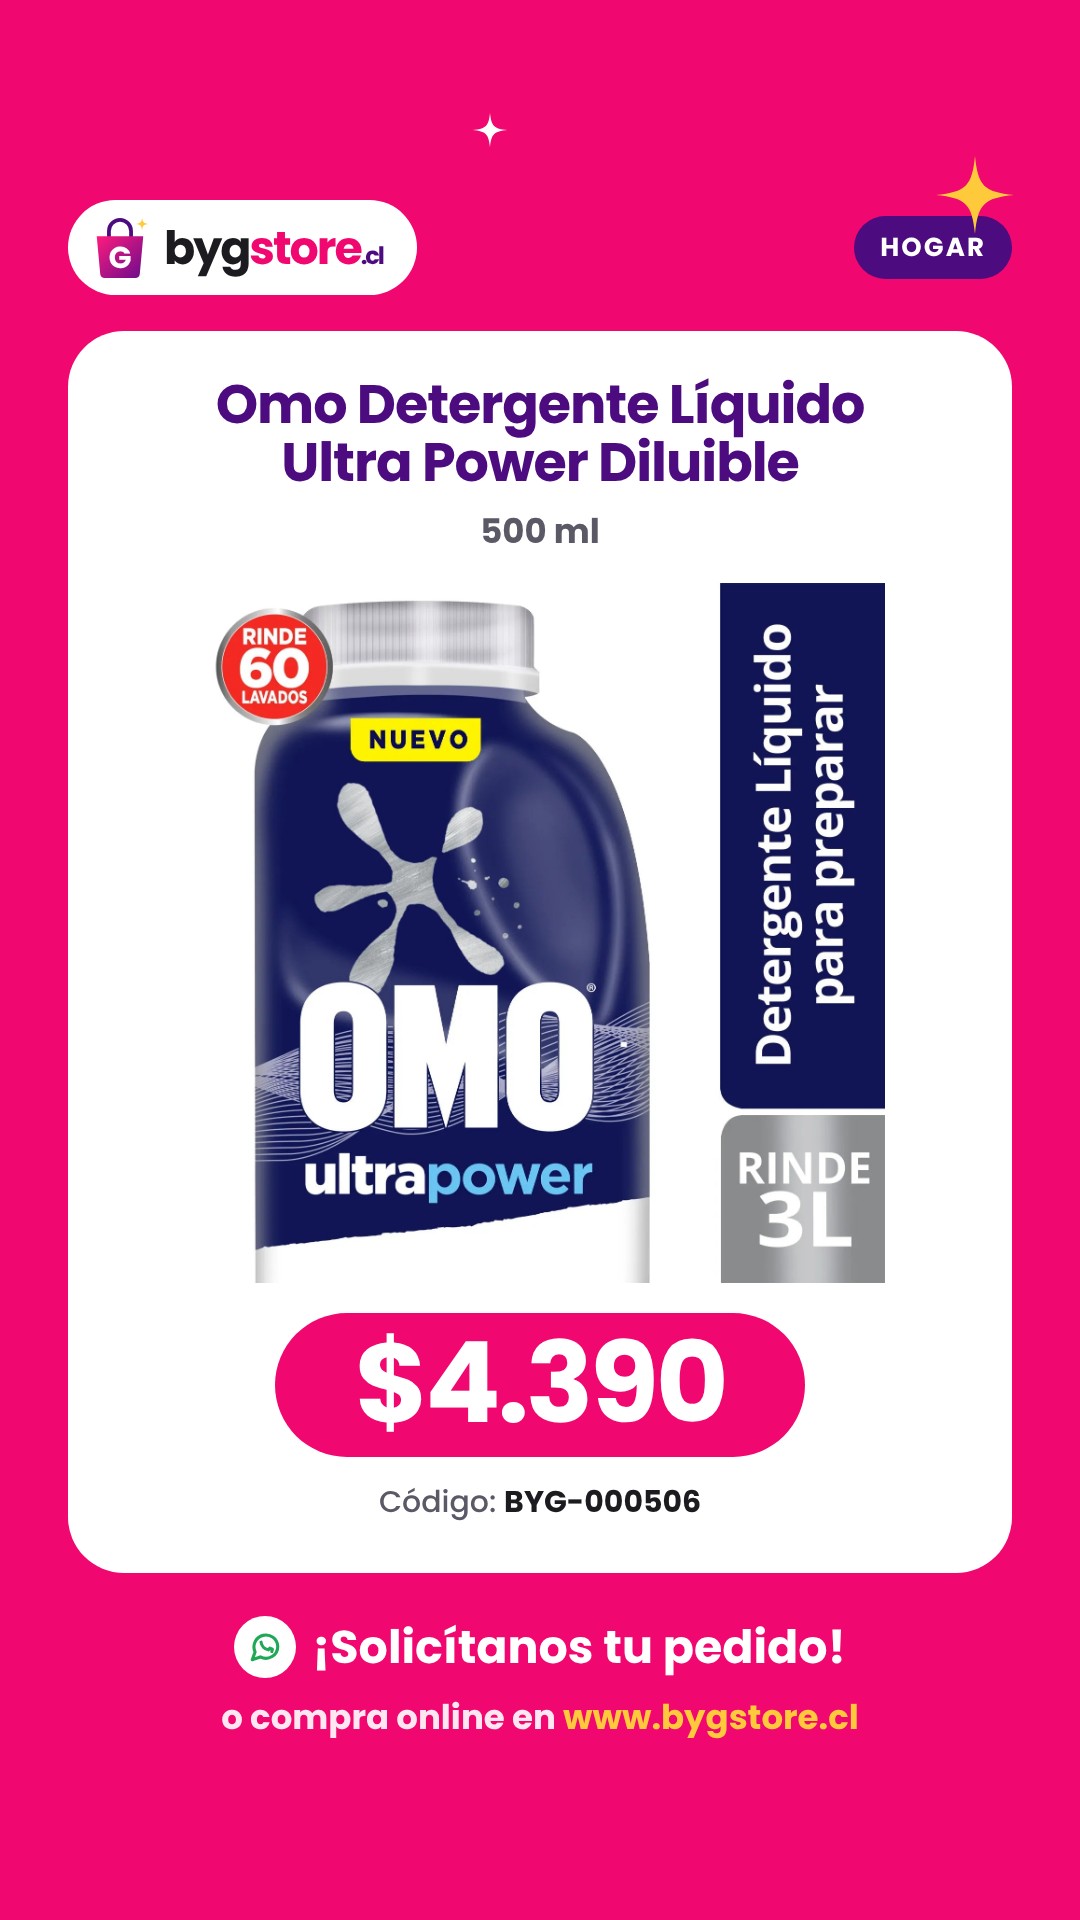 G bygstore.cl
HOGAR
Omo Detergente Líquido
Ultra Power Diluible
500 ml
RINDE
60
LAVADOS
NUEVO
OMO®
ultrapower
Detergente Líquido
para preparar
RINDE
3L
$4.390
Código: BYG-000506
¡Solicítanos tu pedido!
o compra online en www.bygstore.cl